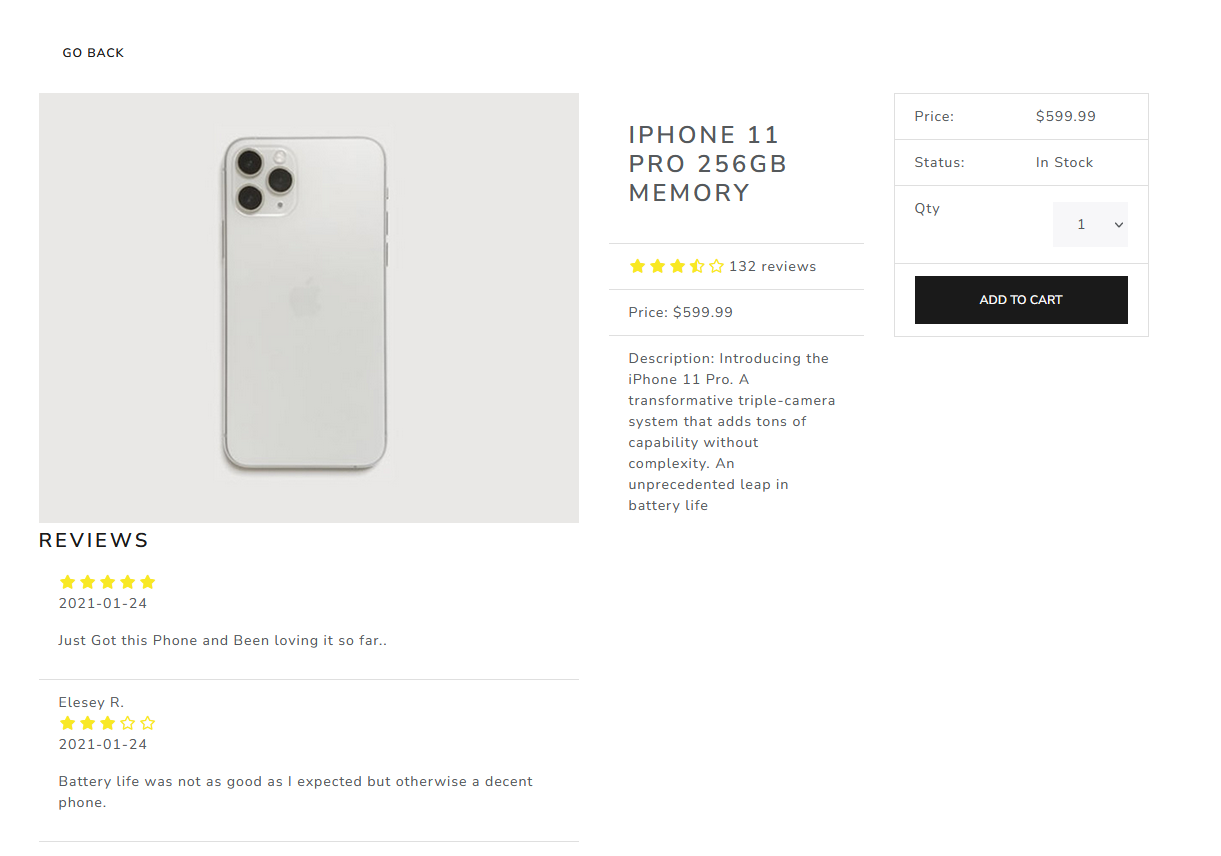 GO BACK
IPHONE 11
PRO 256GB
MEMORY
132 reviews
Price: $599.99
Description: Introducing the
iPhone 11 Pro. A
transformative triple-camera
system that adds tons of
capability without
complexity. An
unprecedented leap in
battery life
Price: $599.99
Status: In Stock
Qty 1
ADD TO CART
REVIEWS
2021-01-24
Just Got this Phone and Been loving it so far..
Elesey R.
2021-01-24
Battery life was not as good as I expected but otherwise a decent
phone.